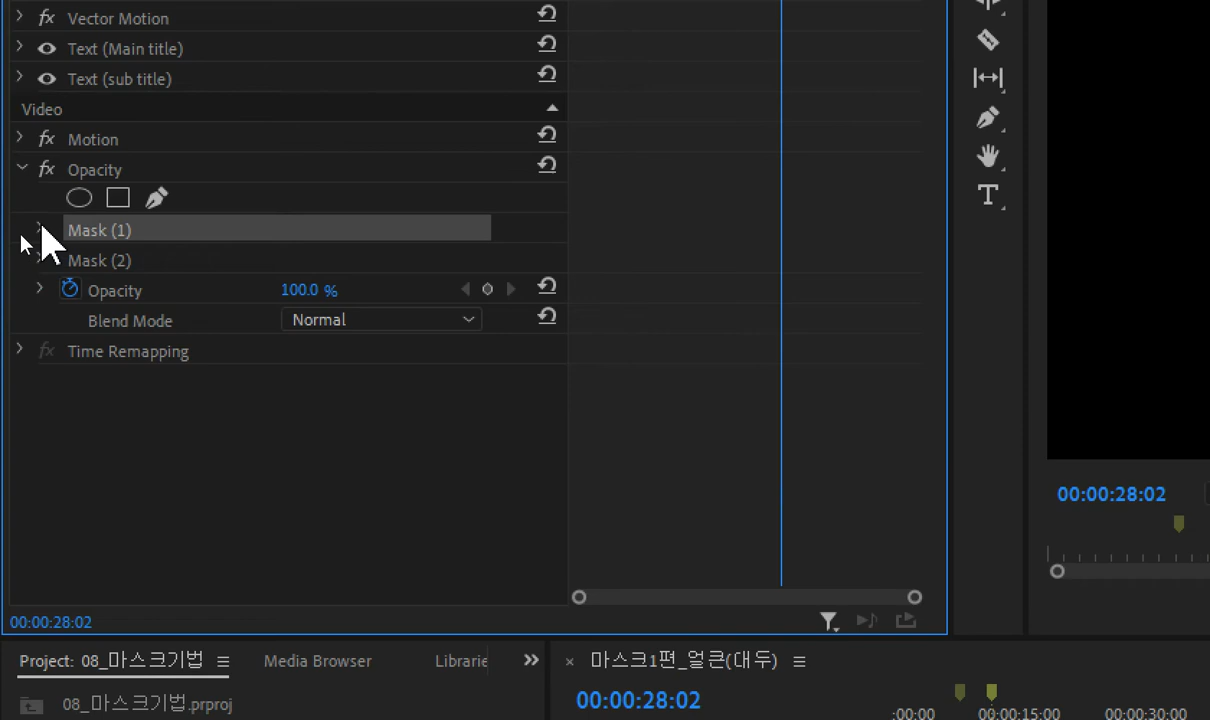 fx Vector Motion
Text (Main title)
Text (sub title)
Video
fx Motion
fx Opacity
Mask (1)
Mask (2)
Opacity 100.0 %
Blend Mode Normal
fx Time Remapping
T
00:00:28:02
00:00:28:02
Project: 08_마스크기법 Media Browser Librarie
× 마스크1편_얼큰(대두)
08_마스크기법.prproj
00:00:28:02
:00:00 00:00:15:00 00:00:30:00